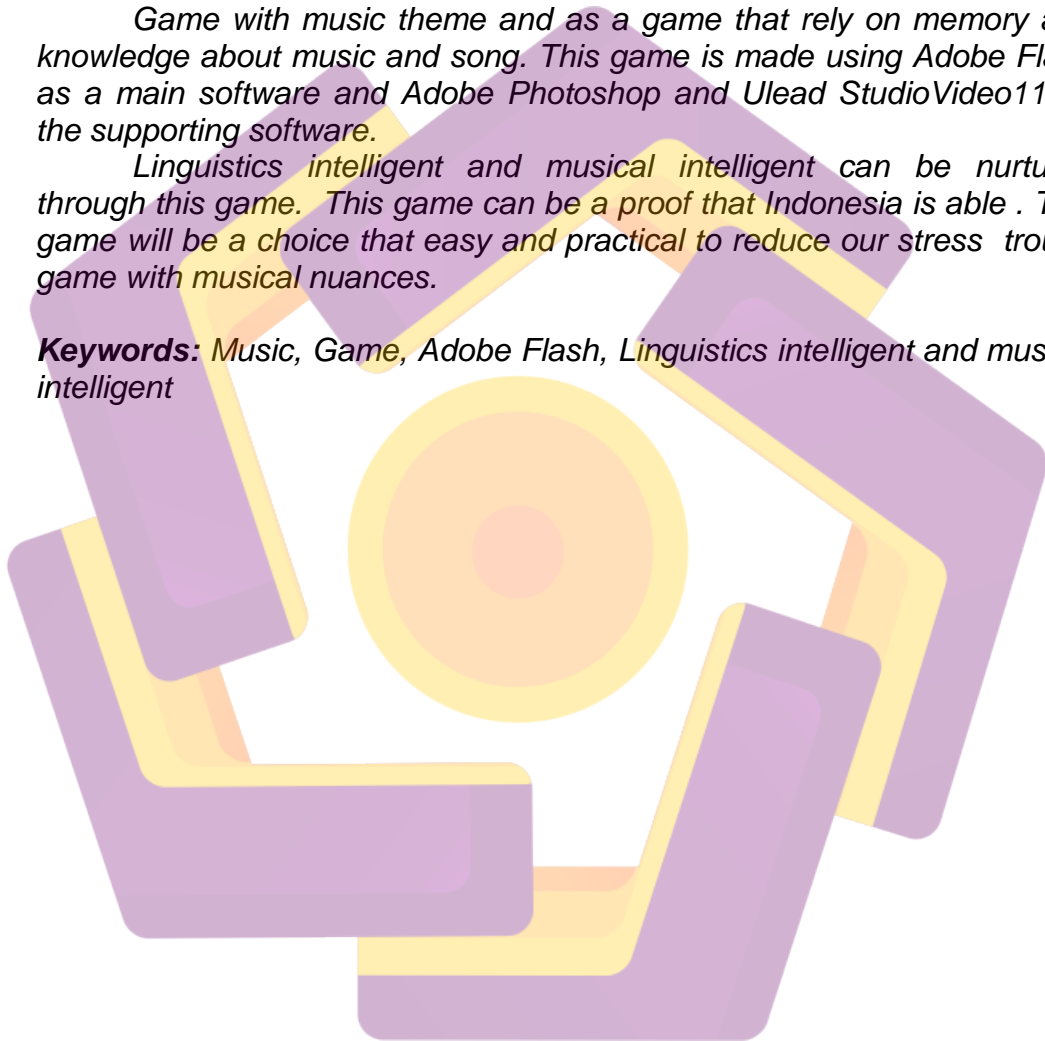 Game with music theme and as a game that rely on memory a
knowledge about music and song. This game is made using Adobe Fla
as a main software and Adobe Photoshop and Ulead StudioVideo11
the supporting software.
Linguistics intelligent and musical intelligent can be nurtu
through this game. This game can be a proof that Indonesia is able . T
game will be a choice that easy and practical to reduce our stress trou
game with musical nuances.
Keywords: Music, Game, Adobe Flash, Linguistics intelligent and mus
intelligent